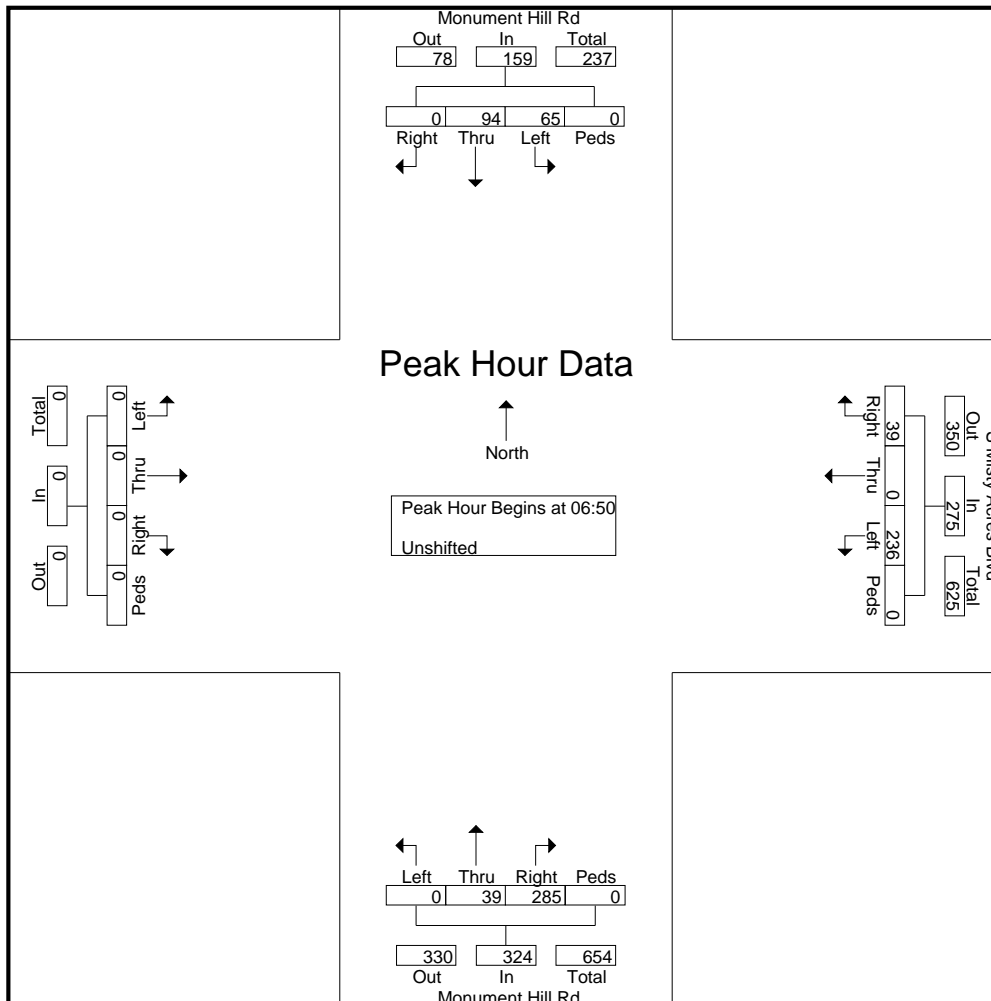 Monument Hill Rd
Out In Total
78 159 237
0 94 65 0
Right Thru Left Peds
Peak Hour Data
North
Peak Hour Begins at 06:50
Unshifted
Total In Out
0 0 0
0 0 0 0
Left Thru Right Peds
Misty Acres Blvd
Out In Total
350 275 625
39 0 236 0
Right Thru Left Peds
Left Thru Right Peds
0 39 285 0
330 324 654
Out In Total
Monument Hill Rd